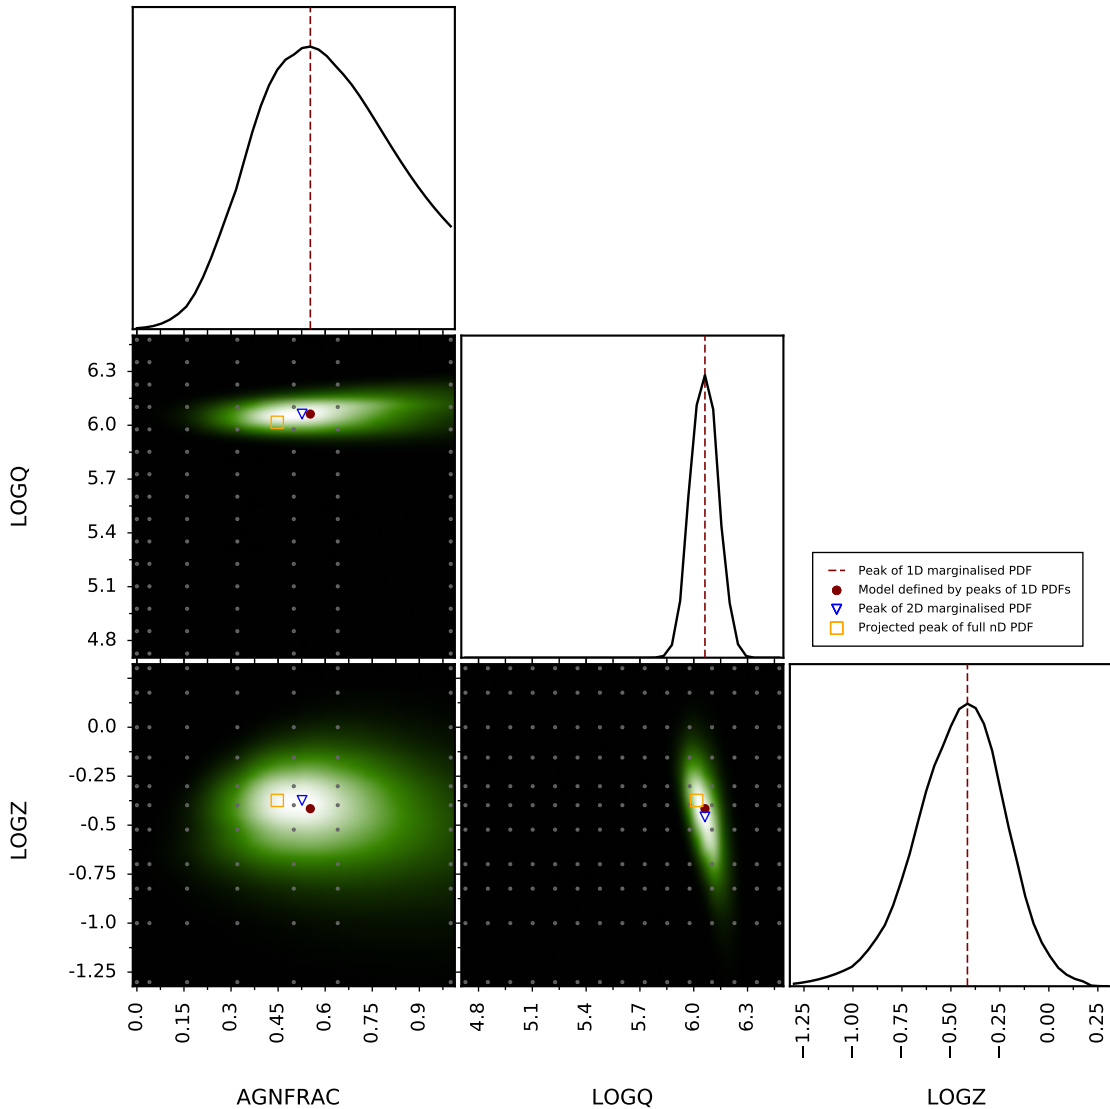 6.3
6.0
5.7
5.4
5.1
4.8
LOGQ
Peak of 1D marginalised PDF
Model defined by peaks of 1D PDFs
Peak of 2D marginalised PDF
Projected peak of full nD PDF
0.0
-0.25
-0.5
-0.75
-1.0
-1.25
LOGZ
0.0 0.15 0.3 0.45 0.6 0.75 0.9
4.8 5.1 5.4 5.7 6.0 6.3
−1.25 −1.00 −0.75 −0.50 −0.25 0.00 0.25
AGNFRAC
LOGQ
LOGZ